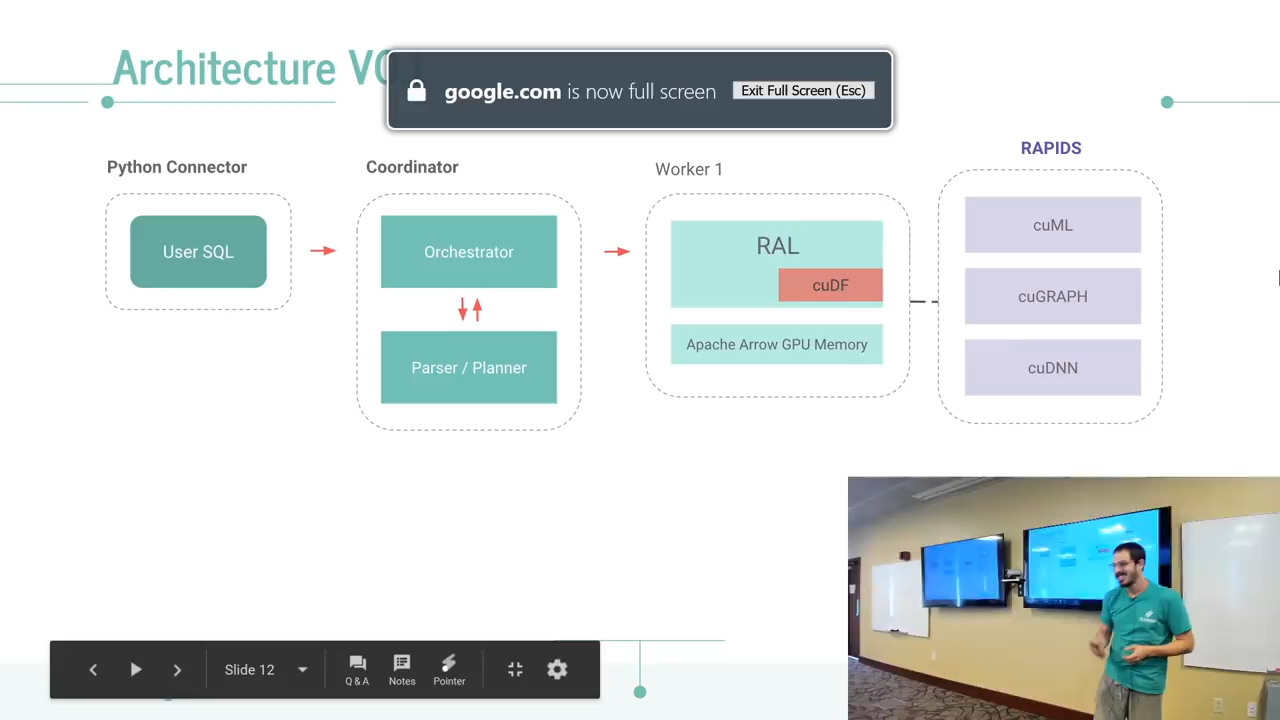 Architecture
google.com is now full screen
Exit Full Screen (Esc)
Python Connector
Coordinator
Worker 1
RAPIDS
User SQL
Orchestrator
Parser / Planner
RAL
cuDF
Apache Arrow GPU Memory
cuML
cuGRAPH
cuDNN
Slide 12
Q & A
Notes
Pointer